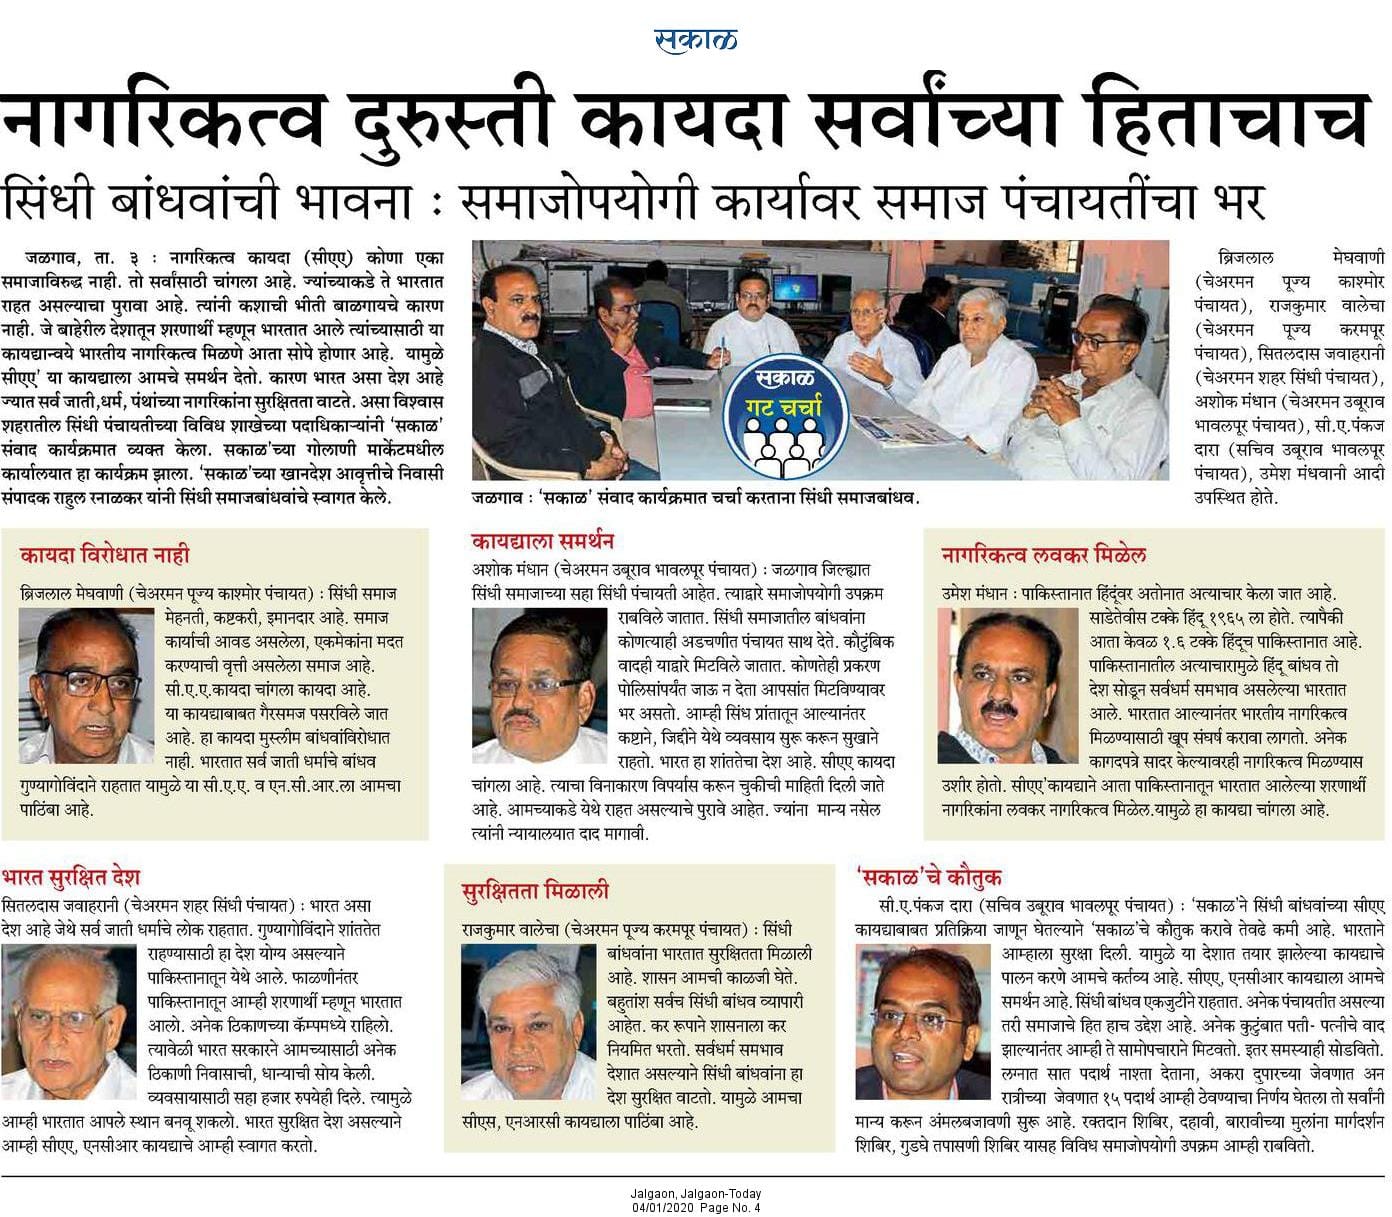 सकाळ
नागरिकत्व दुरुस्ती कायदा सर्वांच्या हिताचाच
सिंधी बांधवांची भावना : समाजोपयोगी कार्यावर समाज पंचायतींचा भर
जळगाव, ता. ३ : नागरिकत्व कायदा (सीएए) कोणा एका
समाजाविरुद्ध नाही. तो सर्वांसाठी चांगला आहे. ज्यांच्याकडे ते भारतात
राहत असल्याचा पुरावा आहे. त्यांनी कशाची भीती बाळगायचे कारण
नाही. जे बाहेरील देशातून शरणार्थी म्हणून भारतात आले त्यांच्यासाठी या
कायद्यान्वये भारतीय नागरिकत्व मिळणे आता सोपे होणार आहे. यामुळे
सीएए' या कायद्याला आमचे समर्थन देतो. कारण भारत असा देश आहे
ज्यात सर्व जाती,धर्म, पंथांच्या नागरिकांना सुरक्षितता वाटते. असा विश्वास
शहरातील सिंधी पंचायतीच्या विविध शाखेच्या पदाधिकाऱ्यांनी ‘सकाळ’
संवाद कार्यक्रमात व्यक्त केला. सकाळ'च्या गोलाणी मार्केटमधील
कार्यालयात हा कार्यक्रम झाला. ‘सकाळ'च्या खानदेश आवृत्तीचे निवासी
संपादक राहुल रनाळकर यांनी सिंधी समाजबांधवांचे स्वागत केले.
सकाळ
गट चर्चा
जळगाव : ‘सकाळ’ संवाद कार्यक्रमात चर्चा करताना सिंधी समाजबांधव.
ब्रिजलाल मेघवाणी
(चेअरमन पूज्य काश्मोर
पंचायत), राजकुमार वालेचा
(चेअरमन पूज्य करमपूर
पंचायत), सितलदास जवाहरानी
(चेअरमन शहर सिंधी पंचायत),
अशोक मंधान (चेअरमन उबूराव
भावलपूर पंचायत), सी.ए.पंकज
दारा (सचिव उबूराव भावलपूर
पंचायत), उमेश मंधवानी आदी
उपस्थित होते.
कायदा विरोधात नाही
ब्रिजलाल मेघवाणी (चेअरमन पूज्य काश्मोर पंचायत) : सिंधी समाज
मेहनती, कष्टकरी, इमानदार आहे. समाज
कार्याची आवड असलेला, एकमेकांना मदत
करण्याची वृत्ती असलेला समाज आहे.
सी.ए.ए.कायदा चांगला कायदा आहे.
या कायद्याबाबत गैरसमज पसरविले जात
आहे. हा कायदा मुस्लीम बांधवांविरोधात
नाही. भारतात सर्व जाती धर्माचे बांधव
गुण्यागोविंदाने राहतात यामुळे या सी.ए.ए. व एन.सी.आर.ला आमचा
पाठिंबा आहे.
कायद्याला समर्थन
अशोक मंधान (चेअरमन उबूराव भावलपूर पंचायत) : जळगाव जिल्ह्यात
सिंधी समाजाच्या सहा सिंधी पंचायती आहेत. त्याद्वारे समाजोपयोगी उपक्रम
राबविले जातात. सिंधी समाजातील बांधवांना
कोणत्याही अडचणीत पंचायत साथ देते. कौटुंबिक
वादही याद्वारे मिटविले जातात. कोणतेही प्रकरण
पोलिसांपर्यंत जाऊ न देता आपसांत मिटविण्यावर
भर असतो. आम्ही सिंध प्रांतातून आल्यानंतर
कष्टाने, जिद्दीने येथे व्यवसाय सुरू करून सुखाने
राहतो. भारत हा शांततेचा देश आहे. सीएए कायदा
चांगला आहे. त्याचा विनाकारण विपर्यास करून चुकीची माहिती दिली जाते
आहे. आमच्याकडे येथे राहत असल्याचे पुरावे आहेत. ज्यांना मान्य नसेल
त्यांनी न्यायालयात दाद मागावी.
नागरिकत्व लवकर मिळेल
उमेश मंधान : पाकिस्तानात हिंदूंवर अतोनात अत्याचार केला जात आहे.
साडेतेवीस टक्के हिंदू १९६५ ला होते. त्यापैकी
आता केवळ १.६ टक्के हिंदूच पाकिस्तानात आहे.
पाकिस्तानातील अत्याचारामुळे हिंदू बांधव तो
देश सोडून सर्वधर्म समभाव असलेल्या भारतात
आले. भारतात आल्यानंतर भारतीय नागरिकत्व
मिळण्यासाठी खूप संघर्ष करावा लागतो. अनेक
कागदपत्रे सादर केल्यावरही नागरिकत्व मिळण्यास
उशीर होतो. सीएए'कायद्याने आता पाकिस्तानातून भारतात आलेल्या शरणार्थी
नागरिकांना लवकर नागरिकत्व मिळेल.यामुळे हा कायद्या चांगला आहे.
भारत सुरक्षित देश
सितलदास जवाहरानी (चेअरमन शहर सिंधी पंचायत) : भारत असा
देश आहे जेथे सर्व जाती धर्माचे लोक राहतात. गुण्यागोविंदाने शांततेत
राहण्यासाठी हा देश योग्य असल्याने
पाकिस्तानातून येथे आले. फाळणीनंतर
पाकिस्तानातून आम्ही शरणार्थी म्हणून भारतात
आलो. अनेक ठिकाणच्या कॅम्पमध्ये राहिलो.
त्यावेळी भारत सरकारने आमच्यासाठी अनेक
ठिकाणी निवासाची, धान्याची सोय केली.
व्यवसायासाठी सहा हजार रुपयेही दिले. त्यामुळे
आम्ही भारतात आपले स्थान बनवू शकलो. भारत सुरक्षित देश असल्याने
आम्ही सीएए, एनसीआर कायद्याचे आम्ही स्वागत करतो.
सुरक्षितता मिळाली
राजकुमार वालेचा (चेअरमन पूज्य करमपूर पंचायत) : सिंधी
बांधवांना भारतात सुरक्षितता मिळाली
आहे. शासन आमची काळजी घेते.
बहुतांश सर्वच सिंधी बांधव व्यापारी
आहेत. कर रूपाने शासनाला कर
नियमित भरतो. सर्वधर्म समभाव
देशात असल्याने सिंधी बांधवांना हा
देश सुरक्षित वाटतो. यामुळे आमचा
सीएस, एनआरसी कायद्याला पाठिंबा आहे.
‘सकाळ’चे कौतुक
सी.ए.पंकज दारा (सचिव उबूराव भावलपूर पंचायत) : ‘सकाळ’ने सिंधी बांधवांच्या सीएए
कायद्याबाबत प्रतिक्रिया जाणून घेतल्याने ‘सकाळ’चे कौतुक करावे तेवढे कमी आहे. भारताने
आम्हाला सुरक्षा दिली. यामुळे या देशात तयार झालेल्या कायद्याचे
पालन करणे आमचे कर्तव्य आहे. सीएए, एनसीआर कायद्याला आमचे
समर्थन आहे. सिंधी बांधव एकजुटीने राहतात. अनेक पंचायतीत असल्या
तरी समाजाचे हित हाच उद्देश आहे. अनेक कुटुंबात पती- पत्नीचे वाद
झाल्यानंतर आम्ही ते सामोपचाराने मिटवतो. इतर समस्याही सोडवितो.
लग्नात सात पदार्थ नाश्ता देताना, अकरा दुपारच्या जेवणात अन
रात्रीच्या जेवणात १५ पदार्थ आम्ही ठेवण्याचा निर्णय घेतला तो सर्वांनी
मान्य करून अंमलबजावणी सुरू आहे. रक्तदान शिबिर, दहावी, बारावीच्या मुलांना मार्गदर्शन
शिबिर, गुडघे तपासणी शिबिर यासह विविध समाजोपयोगी उपक्रम आम्ही राबवितो.
Jalgaon, Jalgaon-Today
04/01/2020 Page No. 4